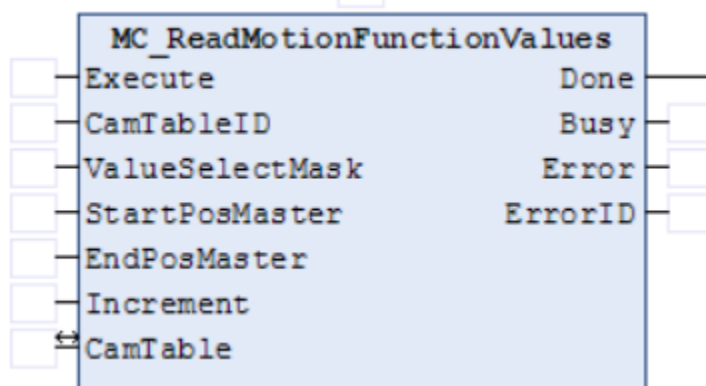 MC_ReadMotionFunctionValues
Execute Done
CamTableID Busy
ValueSelectMask Error
StartPosMaster ErrorID
EndPosMaster
Increment
CamTable